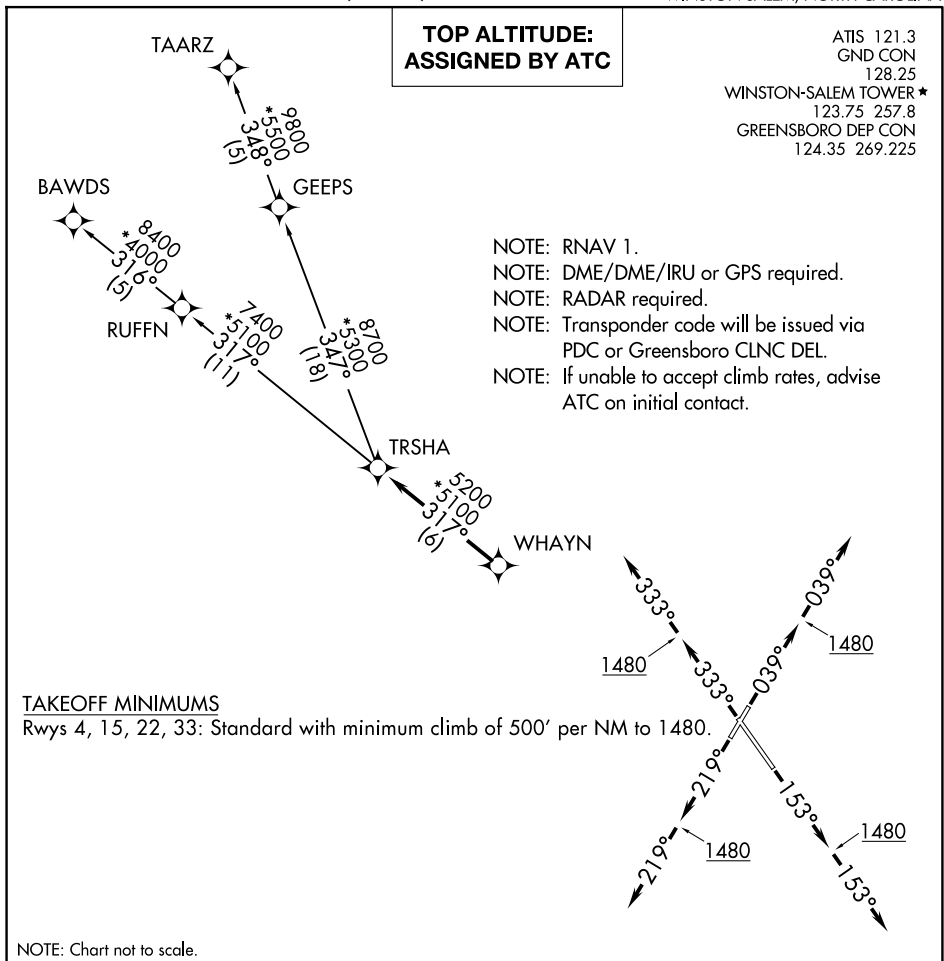 WINSTON-SALEM, NORTH CAROLINA
TOP ALTITUDE:
ASSIGNED BY ATC
ATIS 121.3
GND CON
128.25
WINSTON-SALEM TOWER ★
123.75 257.8
GREENSBORO DEP CON
124.35 269.225
TAARZ
9800
*5500
348°
(5)
GEEPS
BAWDS
8400
*4000
316°
(5)
RUFFN
7400
*5100
317°
(11)
8700
*5300
347°
(18)
NOTE: RNAV 1.
NOTE: DME/DME/IRU or GPS required.
NOTE: RADAR required.
NOTE: Transponder code will be issued via
PDC or Greensboro CLNC DEL.
NOTE: If unable to accept climb rates, advise
ATC on initial contact.
TRSHA
5200
*5100
317°
(6)
WHAYN
333°
039°
1480
1480
333°
039°
TAKEOFF MINIMUMS
Rwys 4, 15, 22, 33: Standard with minimum climb of 500' per NM to 1480.
219°
153°
1480
1480
219°
153°
NOTE: Chart not to scale.